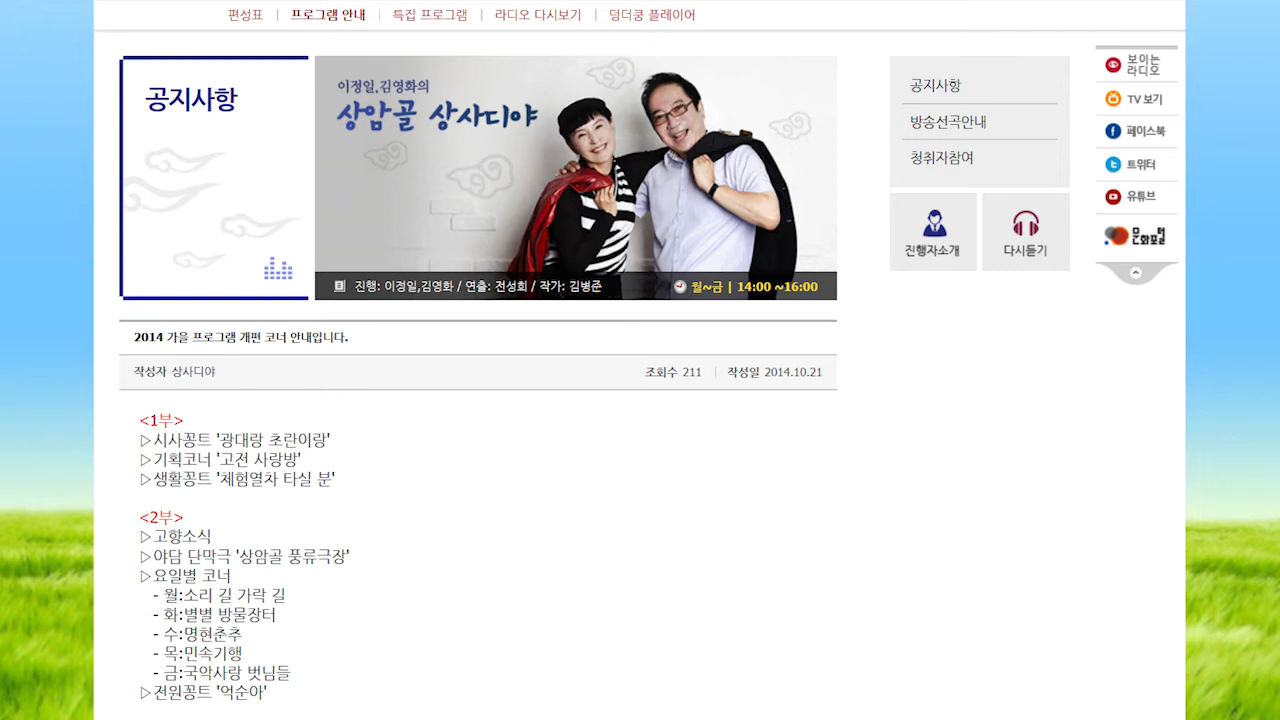 편성표 | 프로그램 안내 | 특집 프로그램 | 라디오 다시보기 | 덩더쿵 플레이어
공지사항
이정일,김영화의
상암골 상사디야
진행: 이정일,김영화 / 연출: 전성희 / 작가: 김병준
월~금 | 14:00 ~16:00
공지사항
방송선곡안내
청취자참여
진행자소개
다시듣기
보이는
라디오
TV 보기
페이스북
트위터
유튜브
문화포털
2014 가을 프로그램 개편 코너 안내입니다.
작성자 상사디야
조회수 211 | 작성일 2014.10.21
<1부>
▷시사꽁트 '광대랑 초란이랑'
▷기획코너 '고전 사랑방'
▷생활꽁트 '체험열차 타실 분'
<2부>
▷고향소식
▷야담 단막극 '상암골 풍류극장'
▷요일별 코너
- 월:소리 길 가락 길
- 화:별별 방물장터
- 수:명현춘추
- 목:민속기행
- 금:국악사랑 벗님들
▷전원꽁트 '억순아'